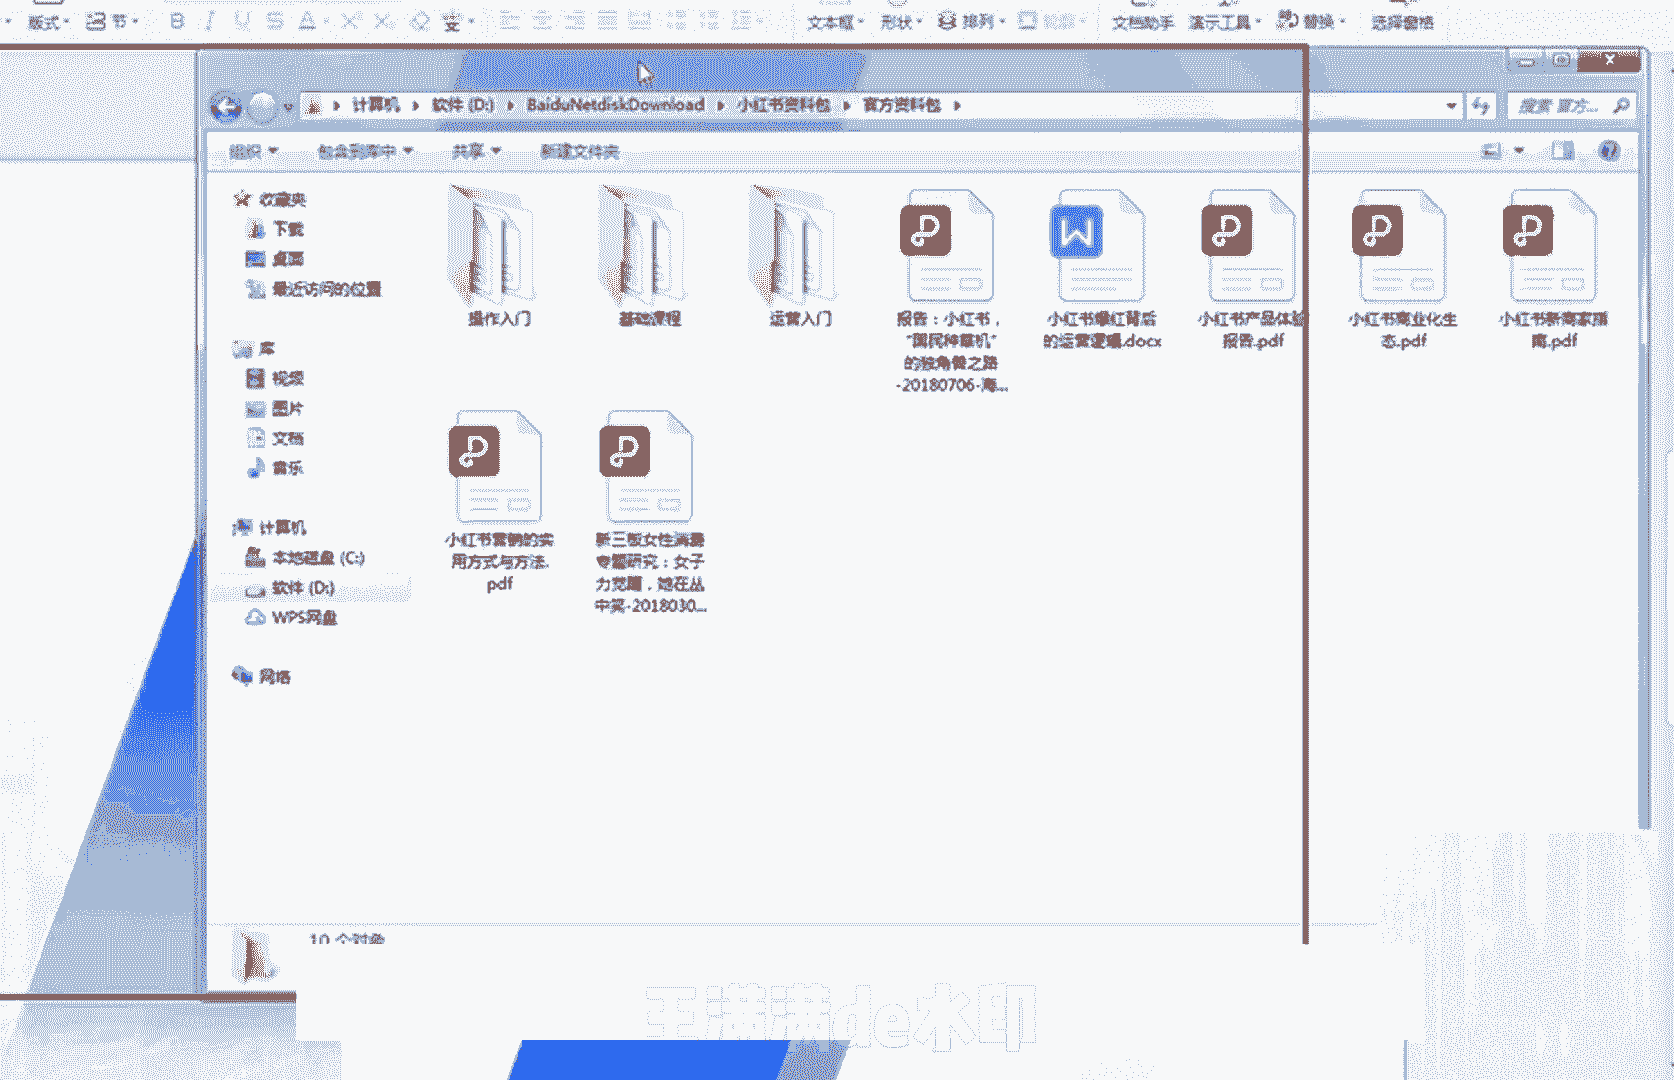 版式 节 B I U S A X² X₂ 变 文本框 形状 排列 轮廓 文档助手 演示工具 替换 选择窗格
计算机 软件 (D:) BaiduNetdiskDownload 小红书资料包 官方资料包 搜索 官方...
组织 包含到库中 共享 新建文件夹
收藏夹
下载
桌面
最近访问的位置
库
视频
图片
文档
音乐
计算机
本地磁盘 (C:)
软件 (D:)
WPS网盘
网络
操作入门
基础课程
运营入门
报告：小红书，
“国民种草机”
的独角兽之路
-20180706-海...
小红书爆红背后
的运营逻辑.docx
小红书产品体验
报告.pdf
小红书商业化生
态.pdf
小红书新商家指
南.pdf
小红书营销的实
用方式与方法.
pdf
新三板女性消费
专题研究：女子
力觉醒，她在丛
中笑-2018030...
10 个对象
王满满de水印